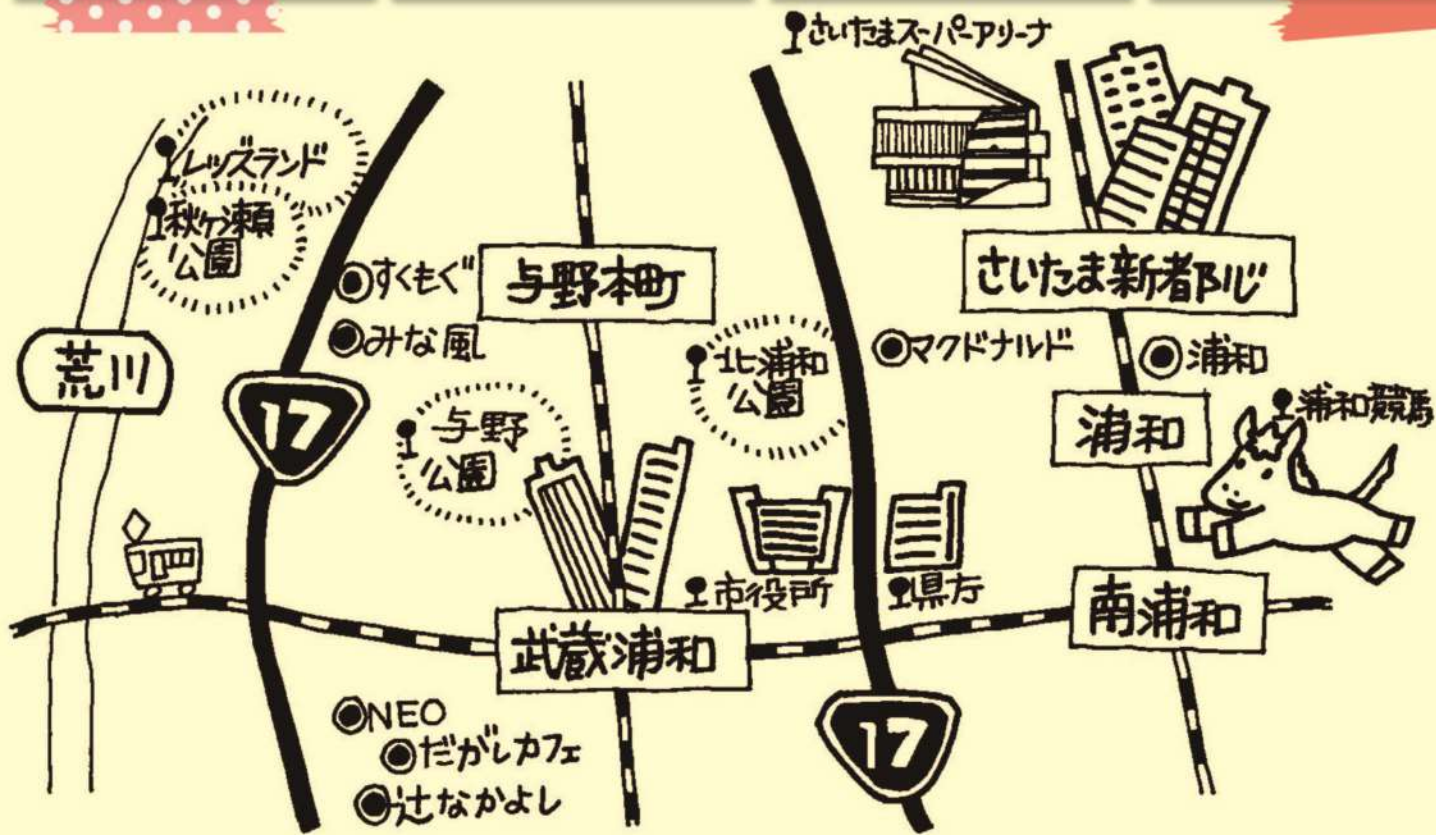 さいたまスーパーアリーナ
レッズランド
秋ヶ瀬
公園
すくもぐ
みな風
与野本町
さいたま新都心
荒川
17
北浦和
公園
マクドナルド
浦和
浦和
浦和競馬
与野
公園
市役所
県庁
武蔵浦和
南浦和
NEO
だがしカフェ
辻なかよし
17